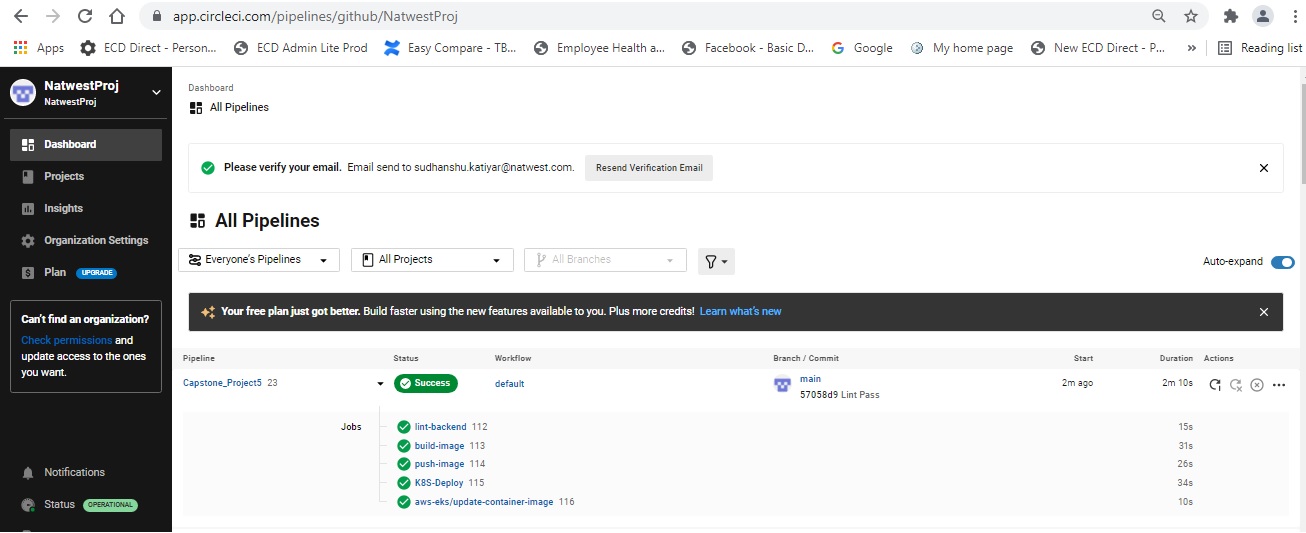 app.circleci.com/pipelines/github/NatwestProj
Apps ECD Direct - Person... ECD Admin Lite Prod Easy Compare - TB... Employee Health a... Facebook - Basic D... Google My home page New ECD Direct - P... » Reading list
NatwestProj
NatwestProj
Dashboard
Projects
Insights
Organization Settings
Plan UPGRADE
Can't find an organization?
Check permissions and
update access to the ones
you want.
Notifications
Status OPERATIONAL
Dashboard
All Pipelines
Please verify your email. Email send to sudhanshu.katiyar@natwest.com. Resend Verification Email
All Pipelines
Everyone's Pipelines All Projects All Branches Auto-expand
Your free plan just got better. Build faster using the new features available to you. Plus more credits! Learn what's new
Pipeline Status Workflow Branch / Commit Start Duration Actions
Capstone_Project5 23 Success default main 2m ago 2m 10s
57058d9 Lint Pass
Jobs lint-backend 112 15s
build-image 113 31s
push-image 114 26s
K8S-Deploy 115 34s
aws-eks/update-container-image 116 10s